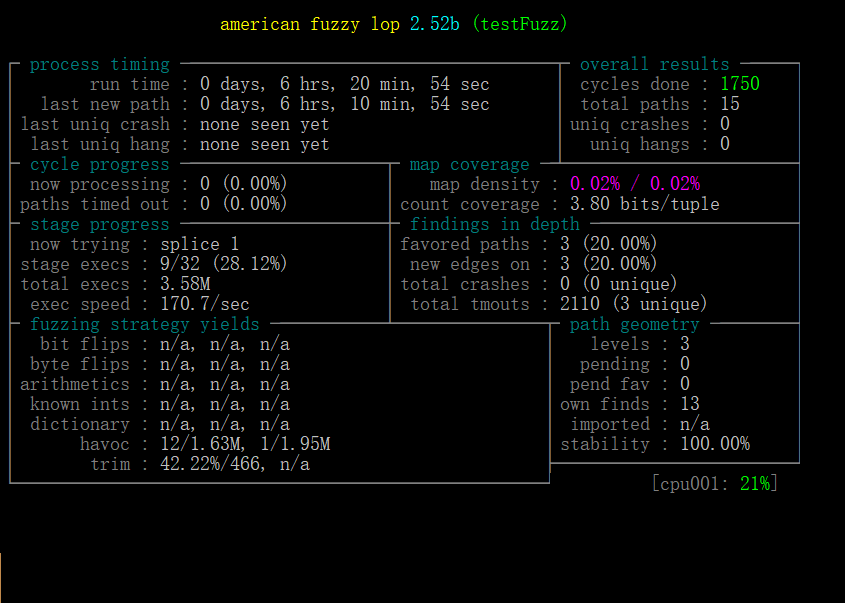 american fuzzy lop 2.52b (testFuzz)
process timing overall results
run time : 0 days, 6 hrs, 20 min, 54 sec cycles done : 1750
last new path : 0 days, 6 hrs, 10 min, 54 sec total paths : 15
last uniq crash : none seen yet uniq crashes : 0
last uniq hang : none seen yet uniq hangs : 0
cycle progress map coverage
now processing : 0 (0.00%) map density : 0.02% / 0.02%
paths timed out : 0 (0.00%) count coverage : 3.80 bits/tuple
stage progress findings in depth
now trying : splice 1 favored paths : 3 (20.00%)
stage execs : 9/32 (28.12%) new edges on : 3 (20.00%)
total execs : 3.58M total crashes : 0 (0 unique)
exec speed : 170.7/sec total tmouts : 2110 (3 unique)
fuzzing strategy yields path geometry
bit flips : n/a, n/a, n/a levels : 3
byte flips : n/a, n/a, n/a pending : 0
arithmetics : n/a, n/a, n/a pend fav : 0
known ints : n/a, n/a, n/a own finds : 13
dictionary : n/a, n/a, n/a imported : n/a
havoc : 12/1.63M, 1/1.95M stability : 100.00%
trim : 42.22%/466, n/a
[cpu001: 21%]